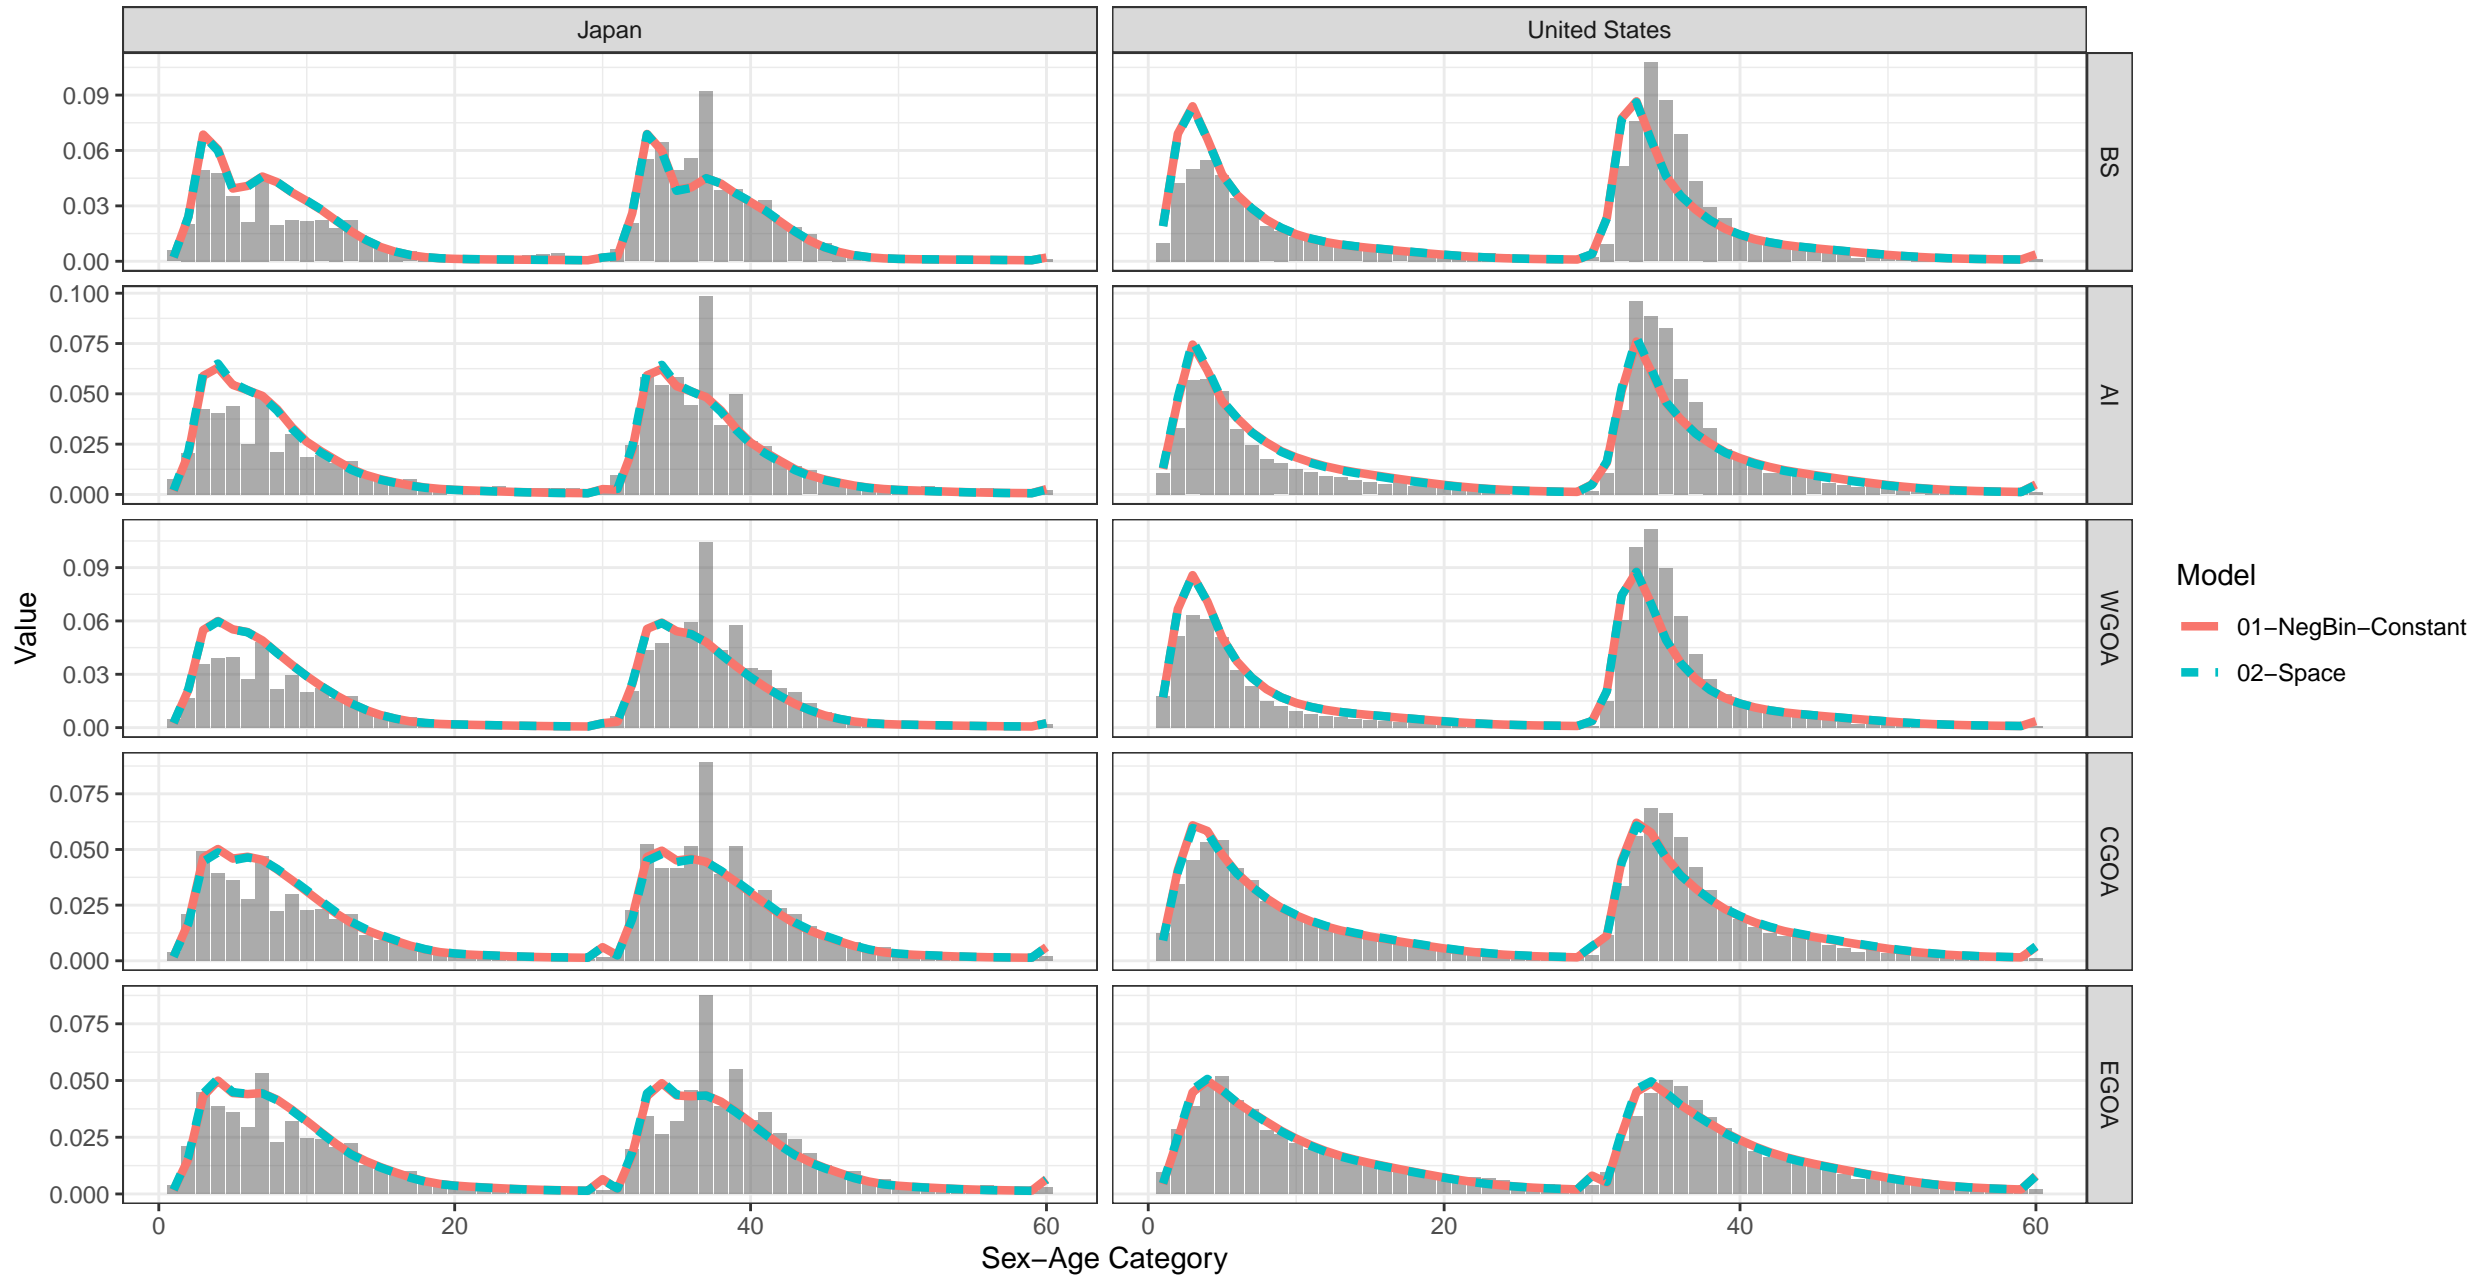 Japan
United States
0.09
0.06
0.03
0.00
BS
0.100
0.075
0.050
0.025
0.000
AI
0.09
0.06
0.03
0.00
WGOA
0.075
0.050
0.025
0.000
CGOA
0.075
0.050
0.025
0.000
EGOA
0 20 40 60
0 20 40 60
Sex−Age Category
Value
Model
01−NegBin−Constant
02−Space